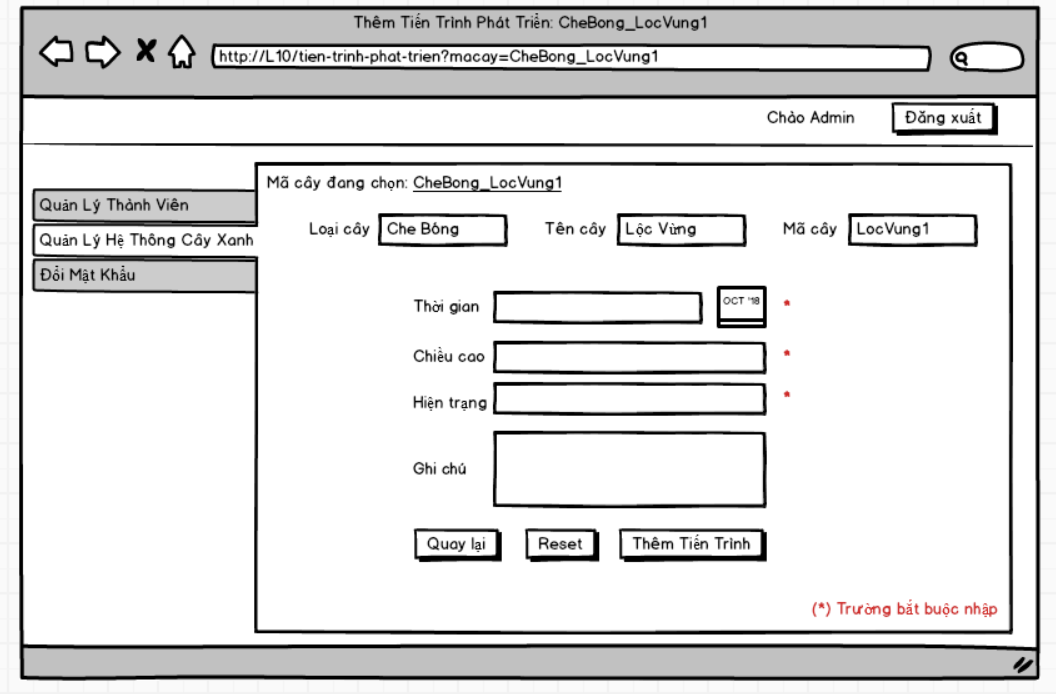 Thêm Tiến Trình Phát Triển: CheBong_LocVung1
http://L10/tien-trinh-phat-trien?macay=CheBong_LocVung1
Chào Admin Đăng xuất
Mã cây đang chọn: CheBong_LocVung1
Quản Lý Thành Viên
Quản Lý Hệ Thông Cây Xanh
Đổi Mật Khẩu
Loại cây Che Bóng Tên cây Lộc Vừng Mã cây LocVung1
Thời gian OCT '18 *
Chiều cao *
Hiện trạng *
Ghi chú
Quay lại Reset Thêm Tiến Trình
(*) Trường bắt buộc nhập